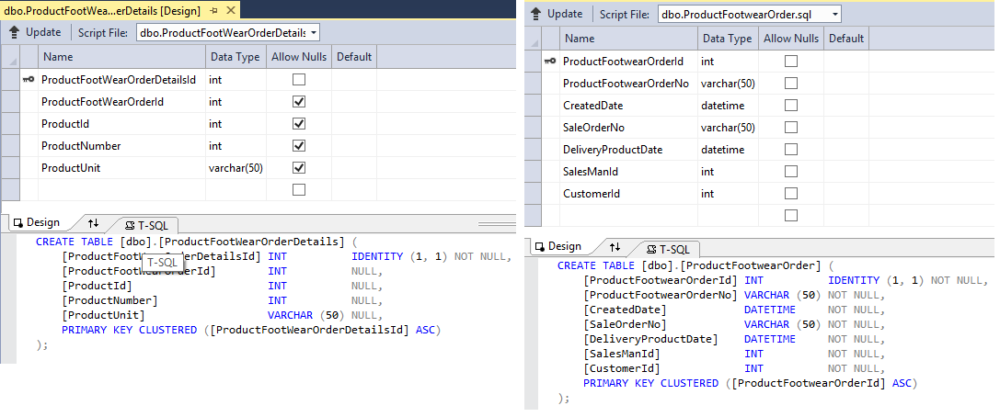 dbo.ProductFootWea...erDetails [Design]
Update Script File: dbo.ProductFootWearOrderDetails
Name Data Type Allow Nulls Default
ProductFootWearOrderDetailsId int
ProductFootWearOrderId int
ProductId int
ProductNumber int
ProductUnit varchar(50)
Design T-SQL
CREATE TABLE [dbo].[ProductFootWearOrderDetails] (
[ProductFootWearOrderDetailsId] INT IDENTITY (1, 1) NOT NULL,
T-SQL
[ProductFootWearOrderId] INT NULL,
[ProductId] INT NULL,
[ProductNumber] INT NULL,
[ProductUnit] VARCHAR (50) NULL,
PRIMARY KEY CLUSTERED ([ProductFootWearOrderDetailsId] ASC)
);
Update Script File: dbo.ProductFootwearOrder.sql
Name Data Type Allow Nulls Default
ProductFootwearOrderId int
ProductFootwearOrderNo varchar(50)
CreatedDate datetime
SaleOrderNo varchar(50)
DeliveryProductDate datetime
SalesManId int
CustomerId int
Design T-SQL
CREATE TABLE [dbo].[ProductFootwearOrder] (
[ProductFootwearOrderId] INT IDENTITY (1, 1) NOT NULL,
[ProductFootwearOrderNo] VARCHAR (50) NOT NULL,
[CreatedDate] DATETIME NOT NULL,
[SaleOrderNo] VARCHAR (50) NOT NULL,
[DeliveryProductDate] DATETIME NOT NULL,
[SalesManId] INT NOT NULL,
[CustomerId] INT NOT NULL,
PRIMARY KEY CLUSTERED ([ProductFootwearOrderId] ASC)
);